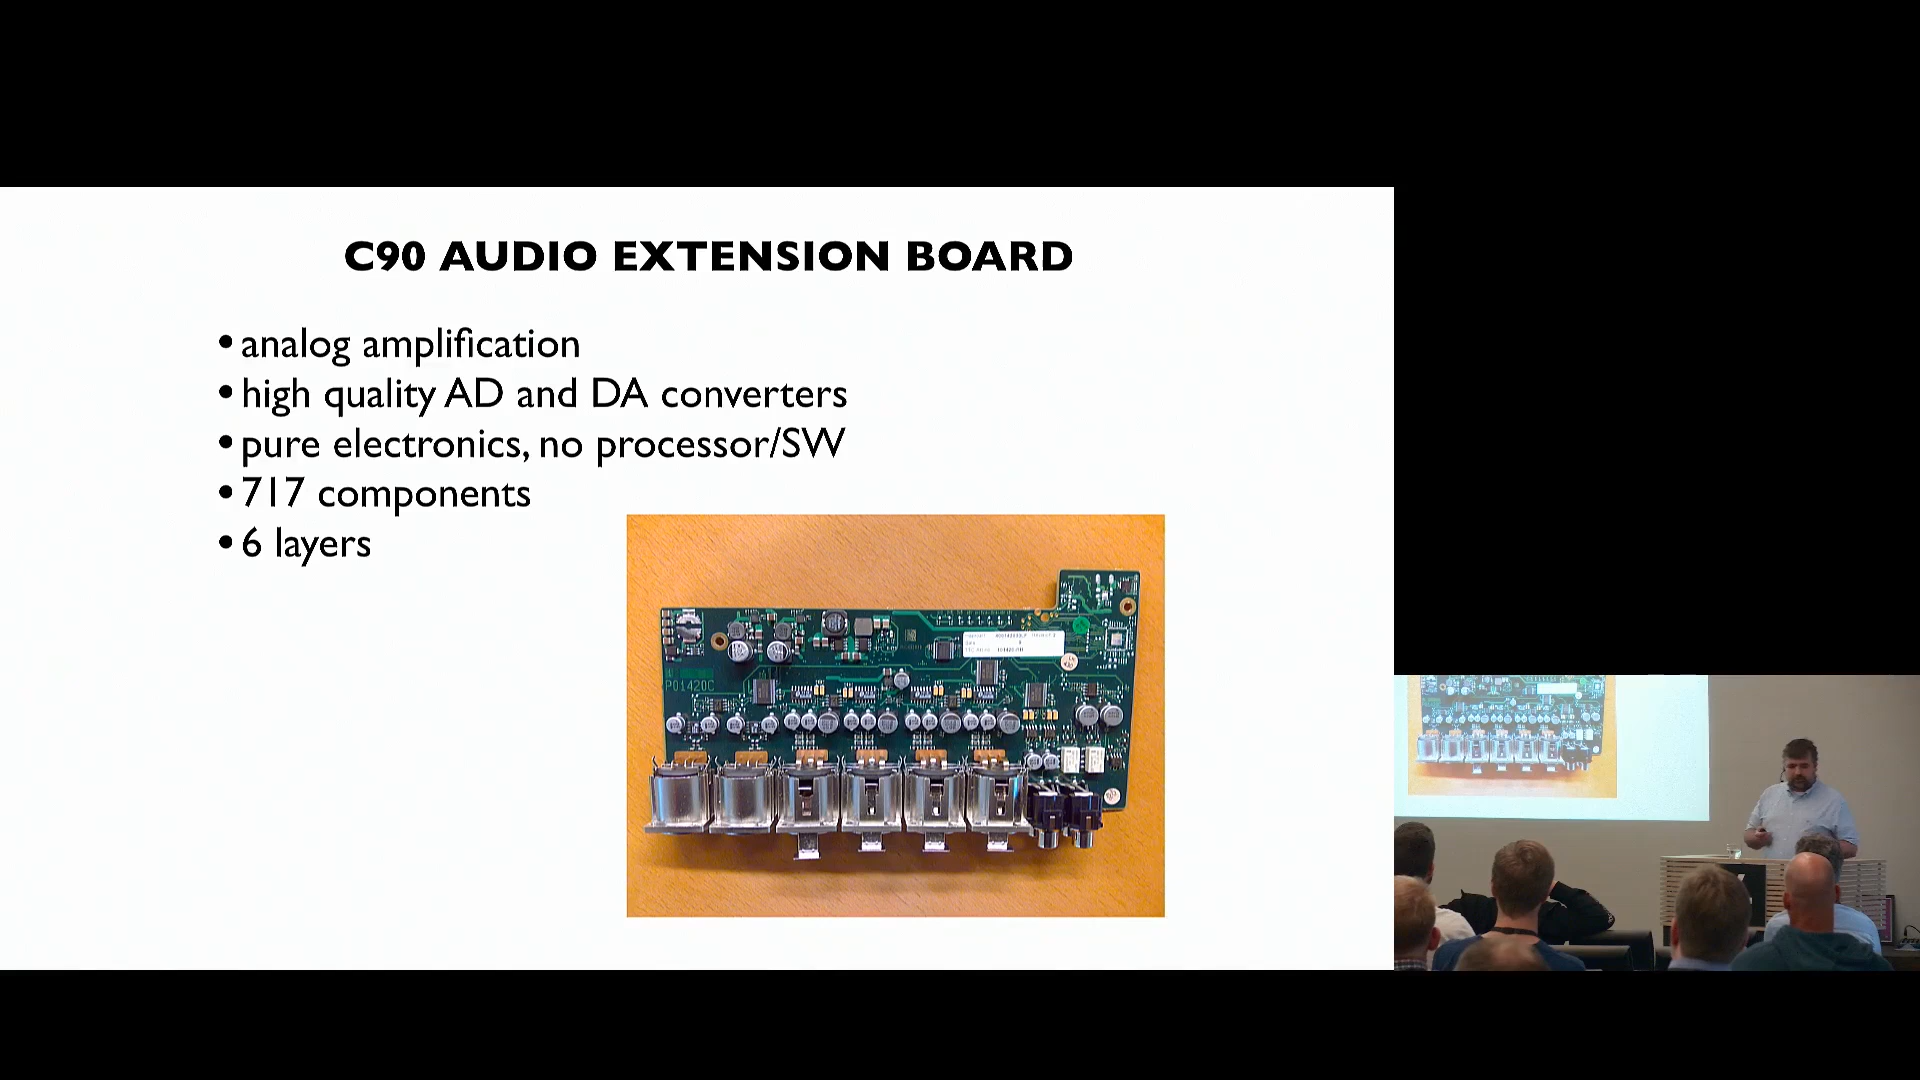 C90 AUDIO EXTENSION BOARD
•analog amplification
•high quality AD and DA converters
•pure electronics, no processor/SW
•717 components
•6 layers
P01420C